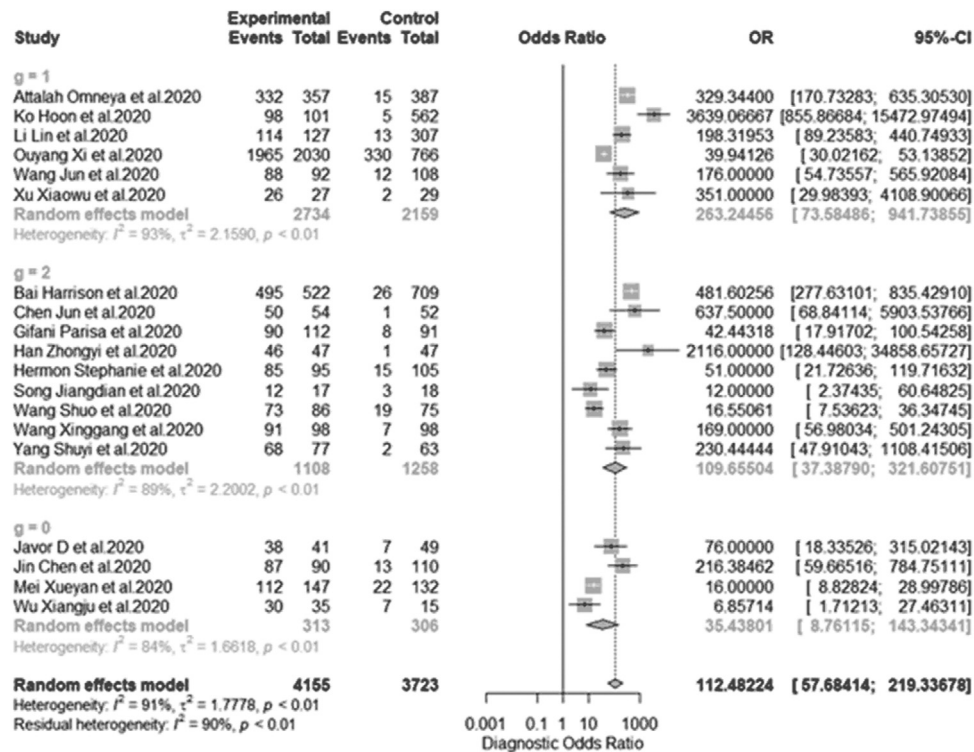 Experimental Control
Study Events Total Events Total Odds Ratio OR 95%-CI
g = 1
Attalah Omneya et al.2020 332 357 15 387 329.34400 [170.73283; 635.30530]
Ko Hoon et al.2020 98 101 5 562 3639.06667 [855.86684; 15472.97494]
Li Lin et al.2020 114 127 13 307 198.31953 [ 89.23583; 440.74933]
Ouyang Xi et al.2020 1965 2030 330 766 39.94126 [ 30.02162; 53.13852]
Wang Jun et al.2020 88 92 12 108 176.00000 [ 54.73557; 565.92084]
Xu Xiaowu et al.2020 26 27 2 29 351.00000 [ 29.98393; 4108.90066]
Random effects model 2734 2159 263.24456 [ 73.58486; 941.73855]
Heterogeneity: I² = 93%, τ² = 2.1590, p < 0.01
g = 2
Bai Harrison et al.2020 495 522 26 709 481.60256 [277.63101; 835.42910]
Chen Jun et al.2020 50 54 1 52 637.50000 [ 68.84114; 5903.53766]
Gifani Parisa et al.2020 90 112 8 91 42.44318 [ 17.91702; 100.54258]
Han Zhongyi et al.2020 46 47 1 47 2116.00000 [128.44603; 34858.65727]
Hermon Stephanie et al.2020 85 95 15 105 51.00000 [ 21.72636; 119.71632]
Song Jiangdian et al.2020 12 17 3 18 12.00000 [ 2.37435; 60.64825]
Wang Shuo et al.2020 73 86 19 75 16.55061 [ 7.53623; 36.34745]
Wang Xinggang et al.2020 91 98 7 98 169.00000 [ 56.98034; 501.24305]
Yang Shuyi et al.2020 68 77 2 63 230.44444 [ 47.91043; 1108.41506]
Random effects model 1108 1258 109.65504 [ 37.38790; 321.60751]
Heterogeneity: I² = 89%, τ² = 2.2002, p < 0.01
g = 0
Javor D et al.2020 38 41 7 49 76.00000 [ 18.33526; 315.02143]
Jin Chen et al.2020 87 90 13 110 216.38462 [ 59.66516; 784.75111]
Mei Xueyan et al.2020 112 147 22 132 16.00000 [ 8.82824; 28.99786]
Wu Xiangju et al.2020 30 35 7 15 6.85714 [ 1.71213; 27.46311]
Random effects model 313 306 35.43801 [ 8.76115; 143.34341]
Heterogeneity: I² = 84%, τ² = 1.6618, p < 0.01
Random effects model 4155 3723 112.48224 [ 57.68414; 219.33678]
Heterogeneity: I² = 91%, τ² = 1.7778, p < 0.01
Residual heterogeneity: I² = 90%, p < 0.01
0.001 0.1 10 1000
Diagnostic Odds Ratio